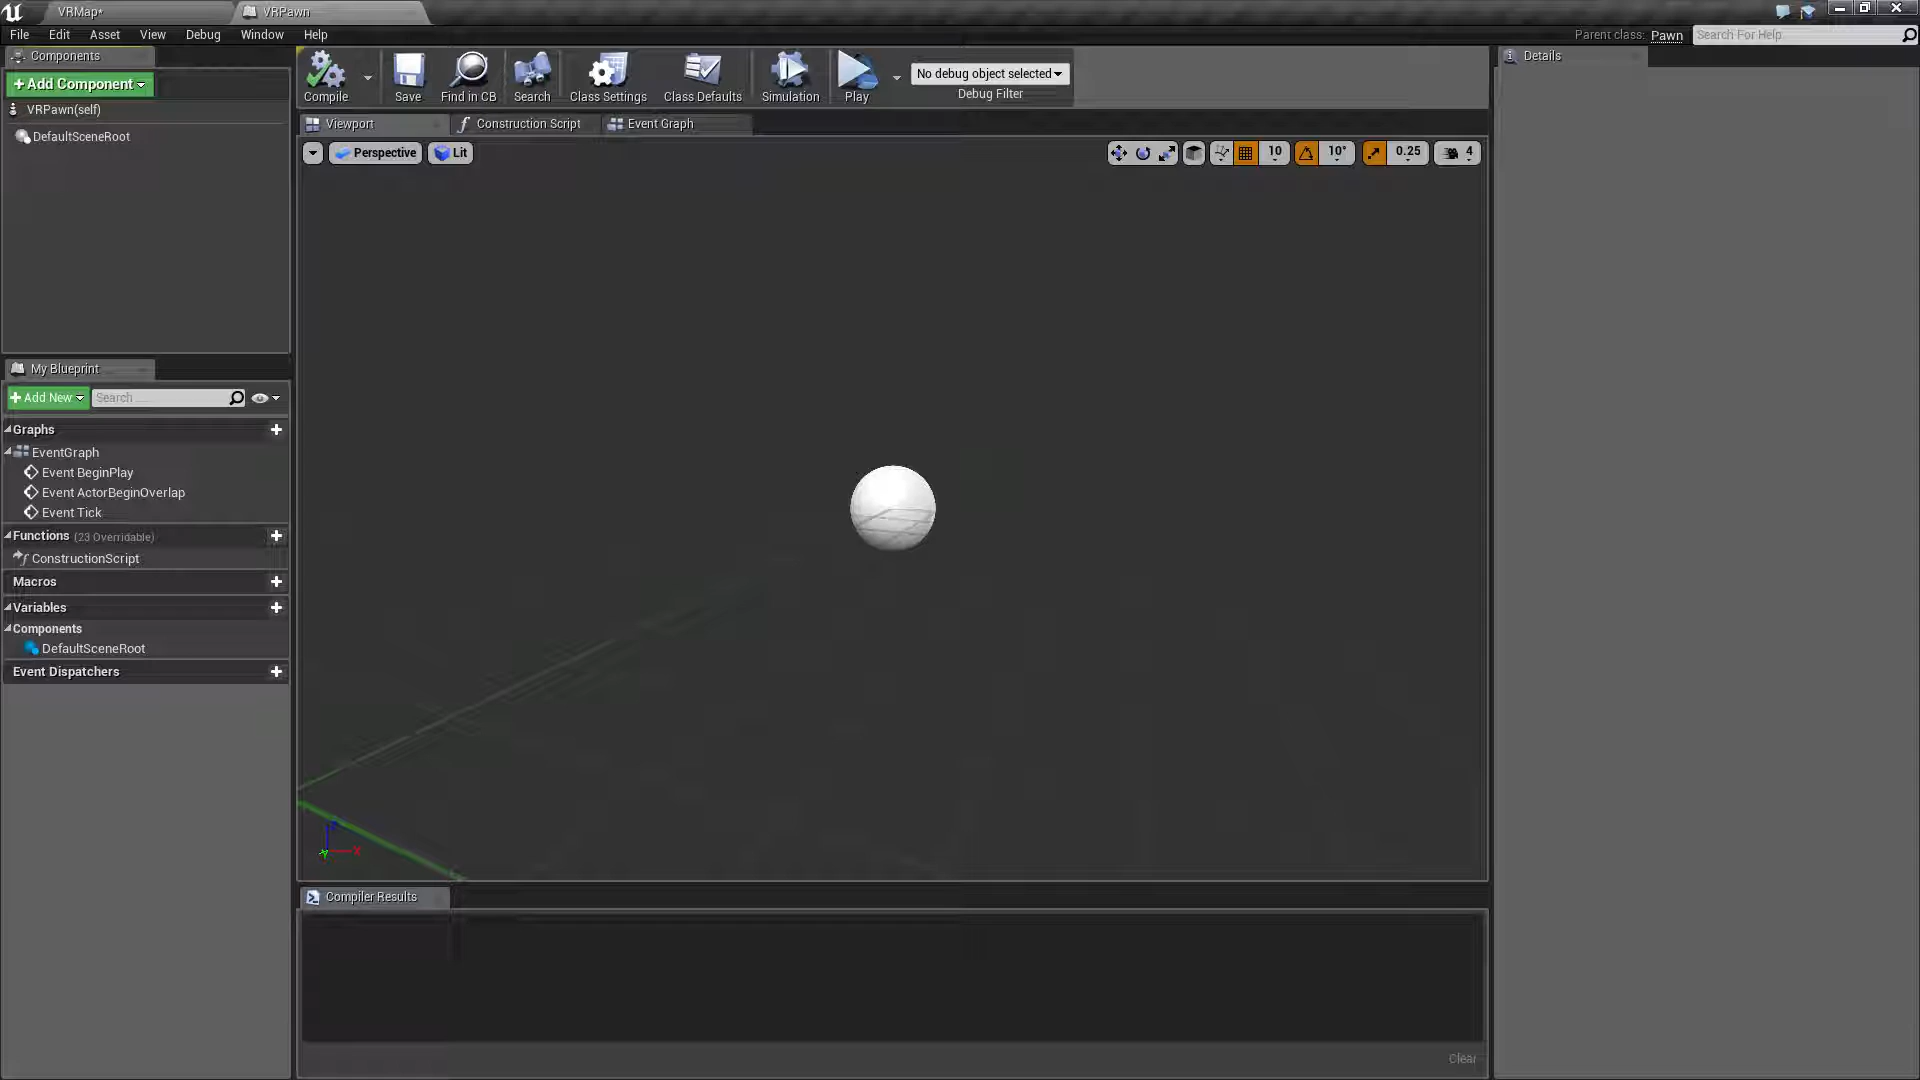 VRMap*
VRPawn
File
Edit
Asset
View
Debug
Window
Help
Parent class: Pawn
Search For Help
Components
+Add Component
VRPawn(self)
DefaultSceneRoot
Compile
Save
Find in CB
Search
Class Settings
Class Defaults
Simulation
Play
No debug object selected
Debug Filter
Details
Viewport
Construction Script
Event Graph
Perspective
Lit
10
10°
0.25
4
My Blueprint
+Add New
Search
Graphs
EventGraph
Event BeginPlay
Event ActorBeginOverlap
Event Tick
Functions (23 Overridable)
ConstructionScript
Macros
Variables
Components
DefaultSceneRoot
Event Dispatchers
X
Compiler Results
Clear